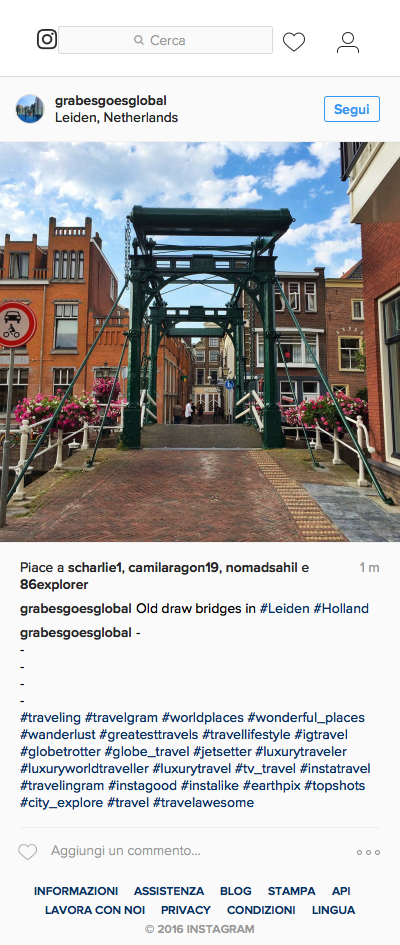 Cerca
grabesgoesglobal
Leiden, Netherlands
Segui
Piace a scharlie1, camilaragon19, nomadsahil e
86explorer
1 m
grabesgoesglobal Old draw bridges in #Leiden #Holland
grabesgoesglobal -
-
-
-
-
#traveling #travelgram #worldplaces #wonderful_places
#wanderlust #greatesttravels #travellifestyle #igtravel
#globetrotter #globe_travel #jetsetter #luxurytraveler
#luxuryworldtraveller #luxurytravel #tv_travel #instatravel
#travelingram #instagood #instalike #earthpix #topshots
#city_explore #travel #travelawesome
Aggiungi un commento...
INFORMAZIONI ASSISTENZA BLOG STAMPA API
LAVORA CON NOI PRIVACY CONDIZIONI LINGUA
© 2016 INSTAGRAM